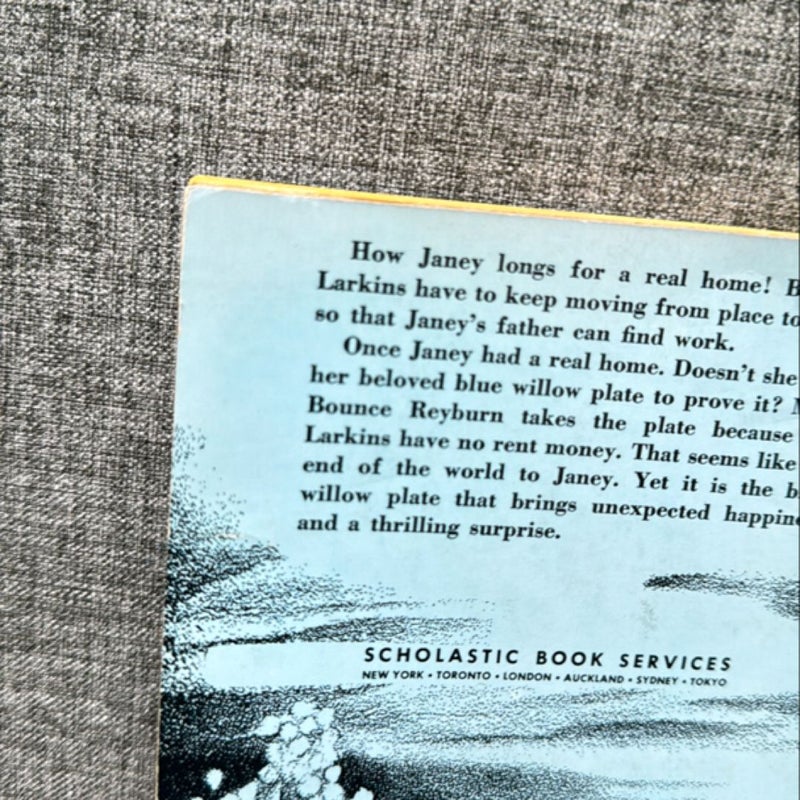 How Janey longs for a real home! B
Larkins have to keep moving from place to
so that Janey's father can find work.
Once Janey had a real home. Doesn't she
her beloved blue willow plate to prove it?
Bounce Reyburn takes the plate because
Larkins have no rent money. That seems like
end of the world to Janey. Yet it is the b
willow plate that brings unexpected happine
and a thrilling surprise.
SCHOLASTIC BOOK SERVICES
NEW YORK • TORONTO • LONDON • AUCKLAND • SYDNEY • TOKYO